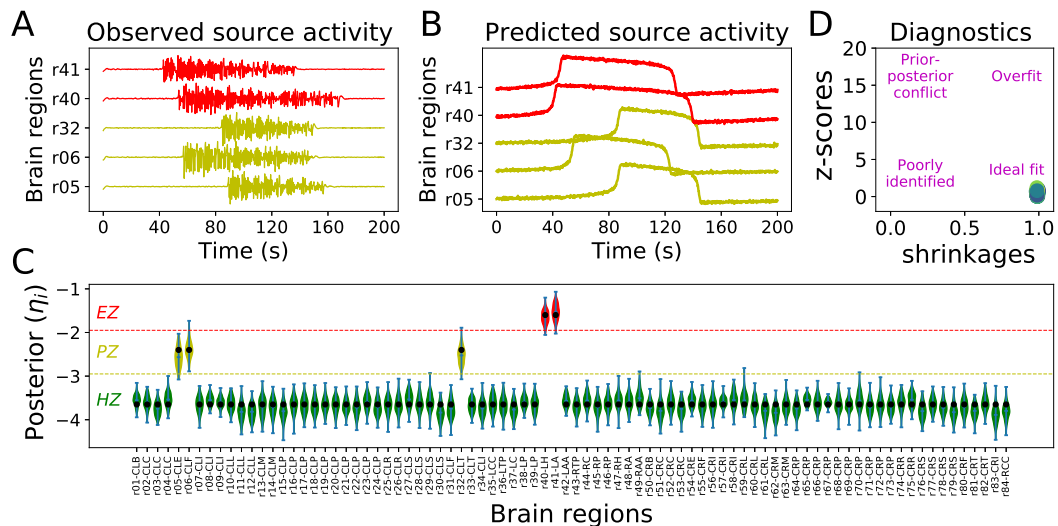 A
Observed source activity
Brain regions
r41
r40
r32
r06
r05
0 40 80 120 160 200
Time (s)
B
Predicted source activity
Brain regions
r41
r40
r32
r06
r05
0 40 80 120 160 200
Time (s)
D
Diagnostics
z-scores
20
15
10
5
0
Prior-
posterior
conflict
Overfit
Poorly
identified
Ideal fit
0.0 0.5 1.0
shrinkages
C
Posterior (ηᵢ)
−1
−2
−3
−4
EZ
PZ
HZ
r01-CLB
r02-CLC
r03-CLC
r04-CLC
r05-CLE
r06-CLF
r07-CLI
r08-CLI
r09-CLI
r10-CLL
r11-CLL
r12-CLL
r13-CLM
r14-CLM
r15-CLP
r16-CLP
r17-CLP
r18-CLP
r19-CLP
r20-CLP
r21-CLP
r22-CLP
r23-CLP
r24-CLP
r25-CLR
r26-CLR
r27-CLS
r28-CLS
r29-CLS
r30-CLS
r31-CLF
r32-CLT
r33-CLT
r34-CLI
r35-LCC
r36-LTP
r37-LC
r38-LP
r39-LP
r40-LH
r41-LA
r42-LAA
r43-RTP
r44-RC
r45-RP
r46-RP
r47-RH
r48-RA
r49-RAA
r50-CRB
r51-CRC
r52-CRC
r53-CRC
r54-CRE
r55-CRF
r56-CRI
r57-CRI
r58-CRI
r59-CRL
r60-CRL
r61-CRL
r62-CRM
r63-CRM
r64-CRP
r65-CRP
r66-CRP
r67-CRP
r68-CRP
r69-CRP
r70-CRP
r71-CRP
r72-CRP
r73-CRP
r74-CRR
r75-CRR
r76-CRS
r77-CRS
r78-CRS
r79-CRS
r80-CRF
r81-CRT
r82-CRT
r83-CRI
r84-RCC
Brain regions